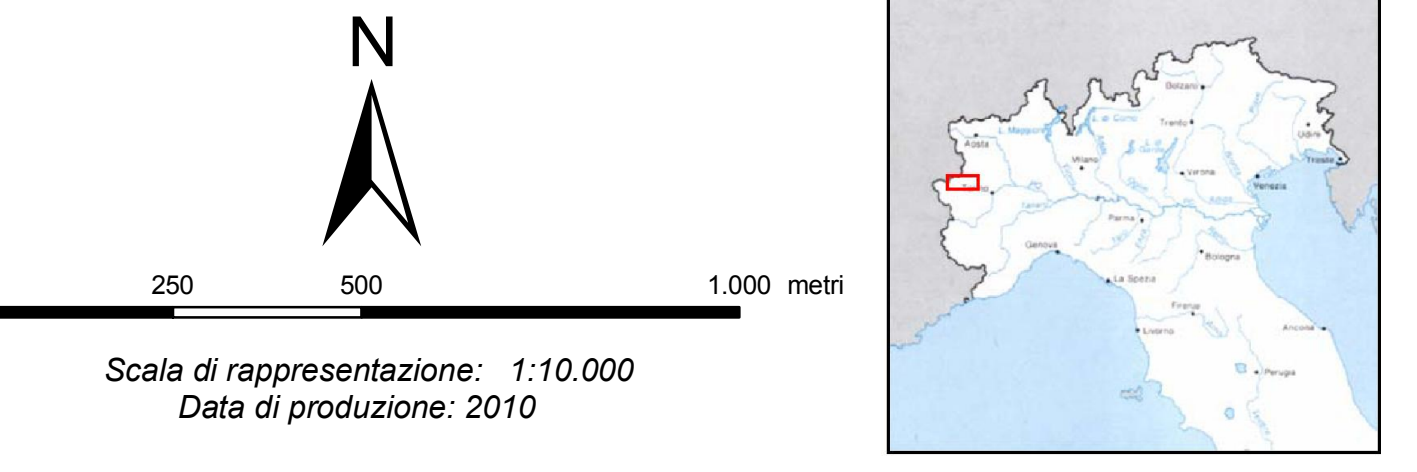 N
250 500 1.000 metri
Scala di rappresentazione: 1:10.000
Data di produzione: 2010
Bolzano
L. Maggiore L. di Como Trento
Udine
Aosta
Milano
Trieste
Verona
Venezia
Parma
Genova
Bologna
La Spezia
Firenze
Livorno
Ancona
Perugia